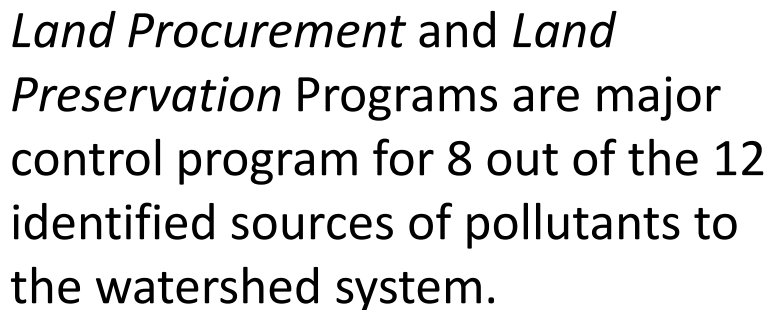 Land Procurement and Land
Preservation Programs are major
control program for 8 out of the 12
identified sources of pollutants to
the watershed system.